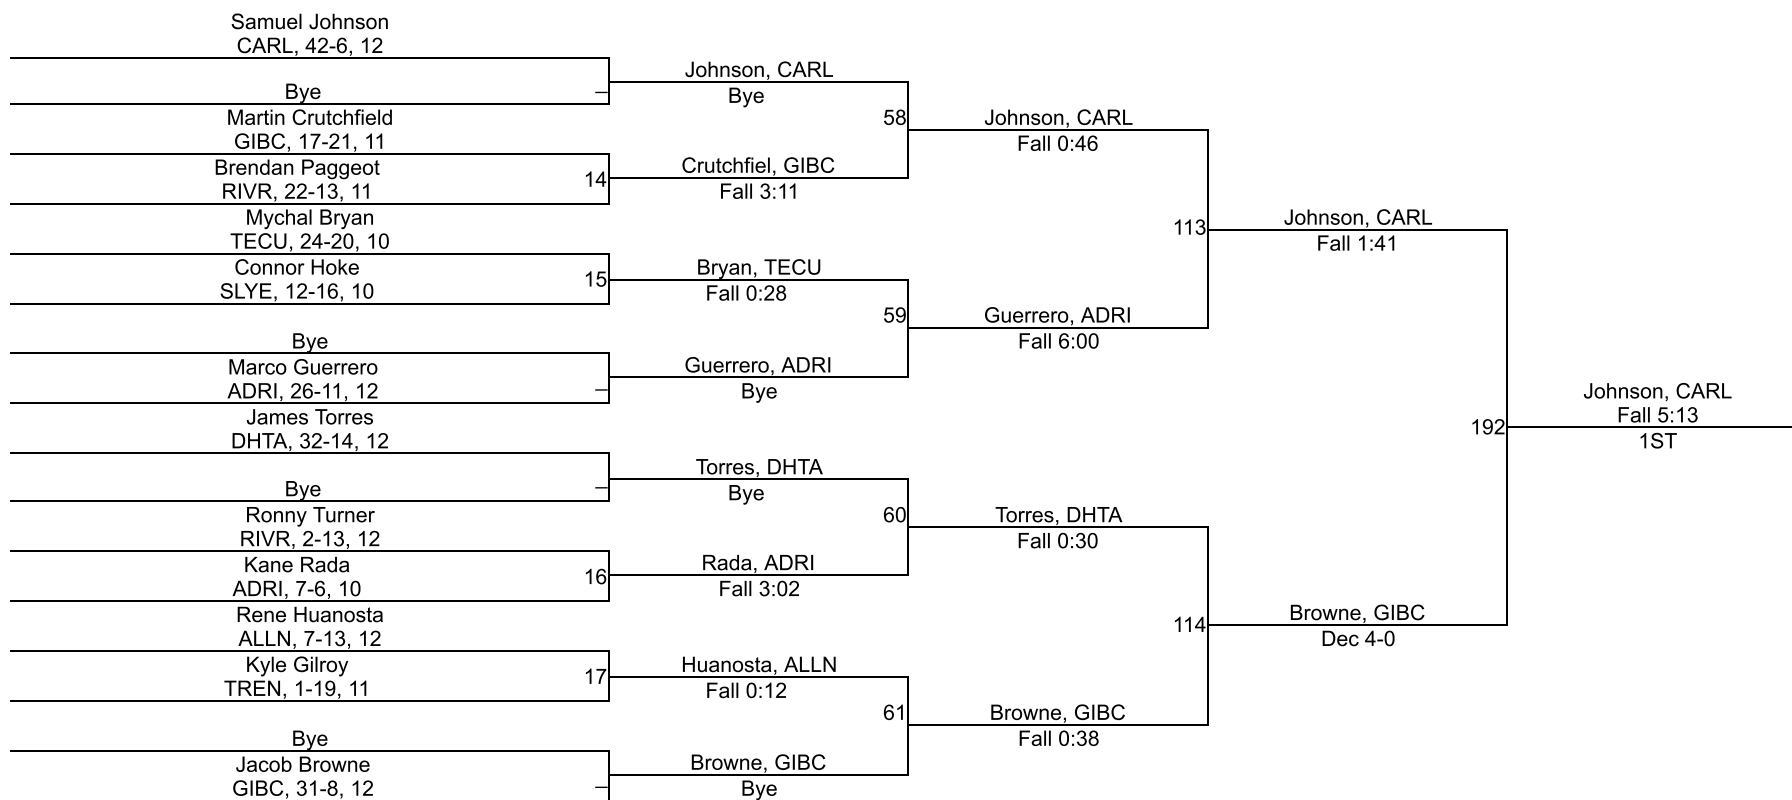 Samuel Johnson
CARL, 42-6, 12
Bye
Martin Crutchfield
GIBC, 17-21, 11
Brendan Paggeot
RIVR, 22-13, 11
14
Mychal Bryan
TECU, 24-20, 10
Connor Hoke
SLYE, 12-16, 10
15
Bye
Marco Guerrero
ADRI, 26-11, 12
James Torres
DHTA, 32-14, 12
Bye
Ronny Turner
RIVR, 2-13, 12
Kane Rada
ADRI, 7-6, 10
16
Rene Huanosta
ALLN, 7-13, 12
Kyle Gilroy
TREN, 1-19, 11
17
Bye
Jacob Browne
GIBC, 31-8, 12
Johnson, CARL
Bye
58
Crutchfiel, GIBC
Fall 3:11
Bryan, TECU
Fall 0:28
59
Guerrero, ADRI
Bye
Torres, DHTA
Bye
60
Rada, ADRI
Fall 3:02
Huanosta, ALLN
Fall 0:12
61
Browne, GIBC
Bye
Johnson, CARL
Fall 0:46
113
Guerrero, ADRI
Fall 6:00
Torres, DHTA
Fall 0:30
114
Browne, GIBC
Fall 0:38
Johnson, CARL
Fall 1:41
192
Browne, GIBC
Dec 4-0
Johnson, CARL
Fall 5:13
1ST